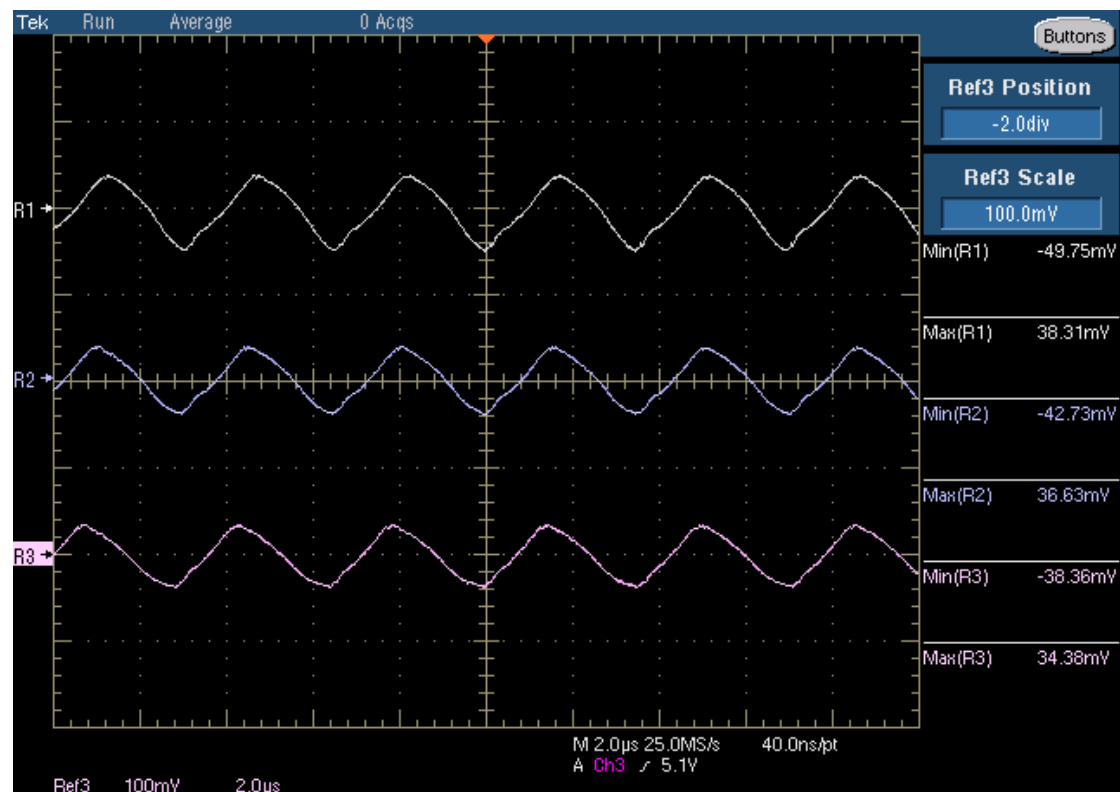 Tek Run Average 0 Acqs
Buttons
Ref3 Position
-2.0div
Ref3 Scale
100.0mV
R1
Min(R1) -49.75mV
Max(R1) 38.31mV
R2
Min(R2) -42.73mV
Max(R2) 36.63mV
R3
Min(R3) -38.36mV
Max(R3) 34.38mV
M 2.0µs 25.0MS/s 40.0ns/pt
A Ch3 ⁄ 5.1V
Ref3 100mV 2.0µs